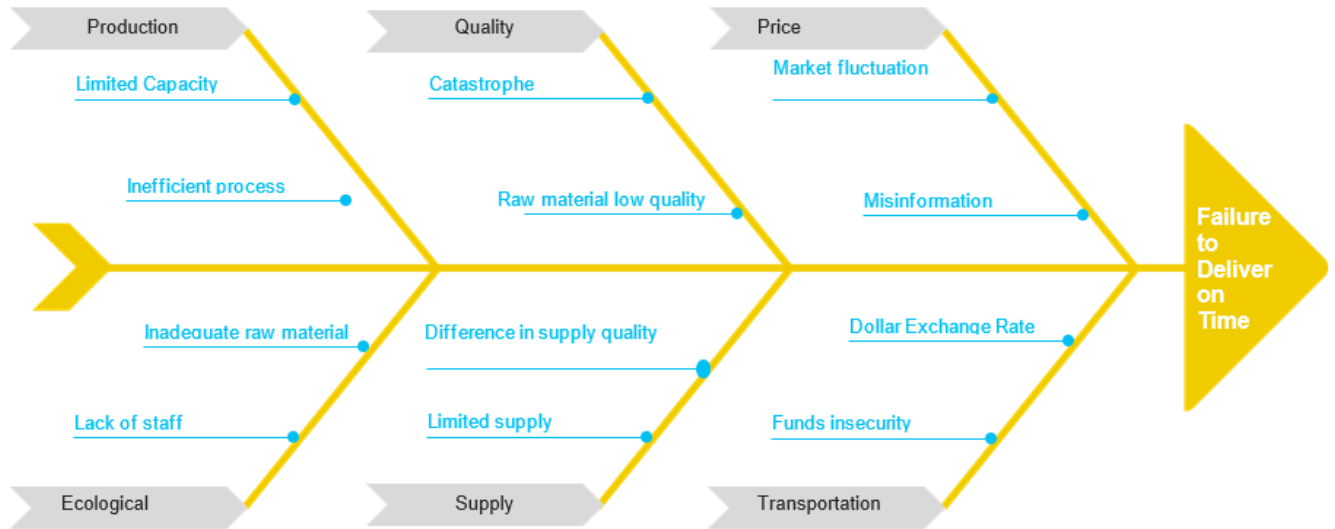 Production
Quality
Price
Limited Capacity
Catastrophe
Market fluctuation
Inefficient process
Raw material low quality
Misinformation
Failure
to
Deliver
on
Time
Inadequate raw material
Difference in supply quality
Dollar Exchange Rate
Lack of staff
Limited supply
Funds insecurity
Ecological
Supply
Transportation